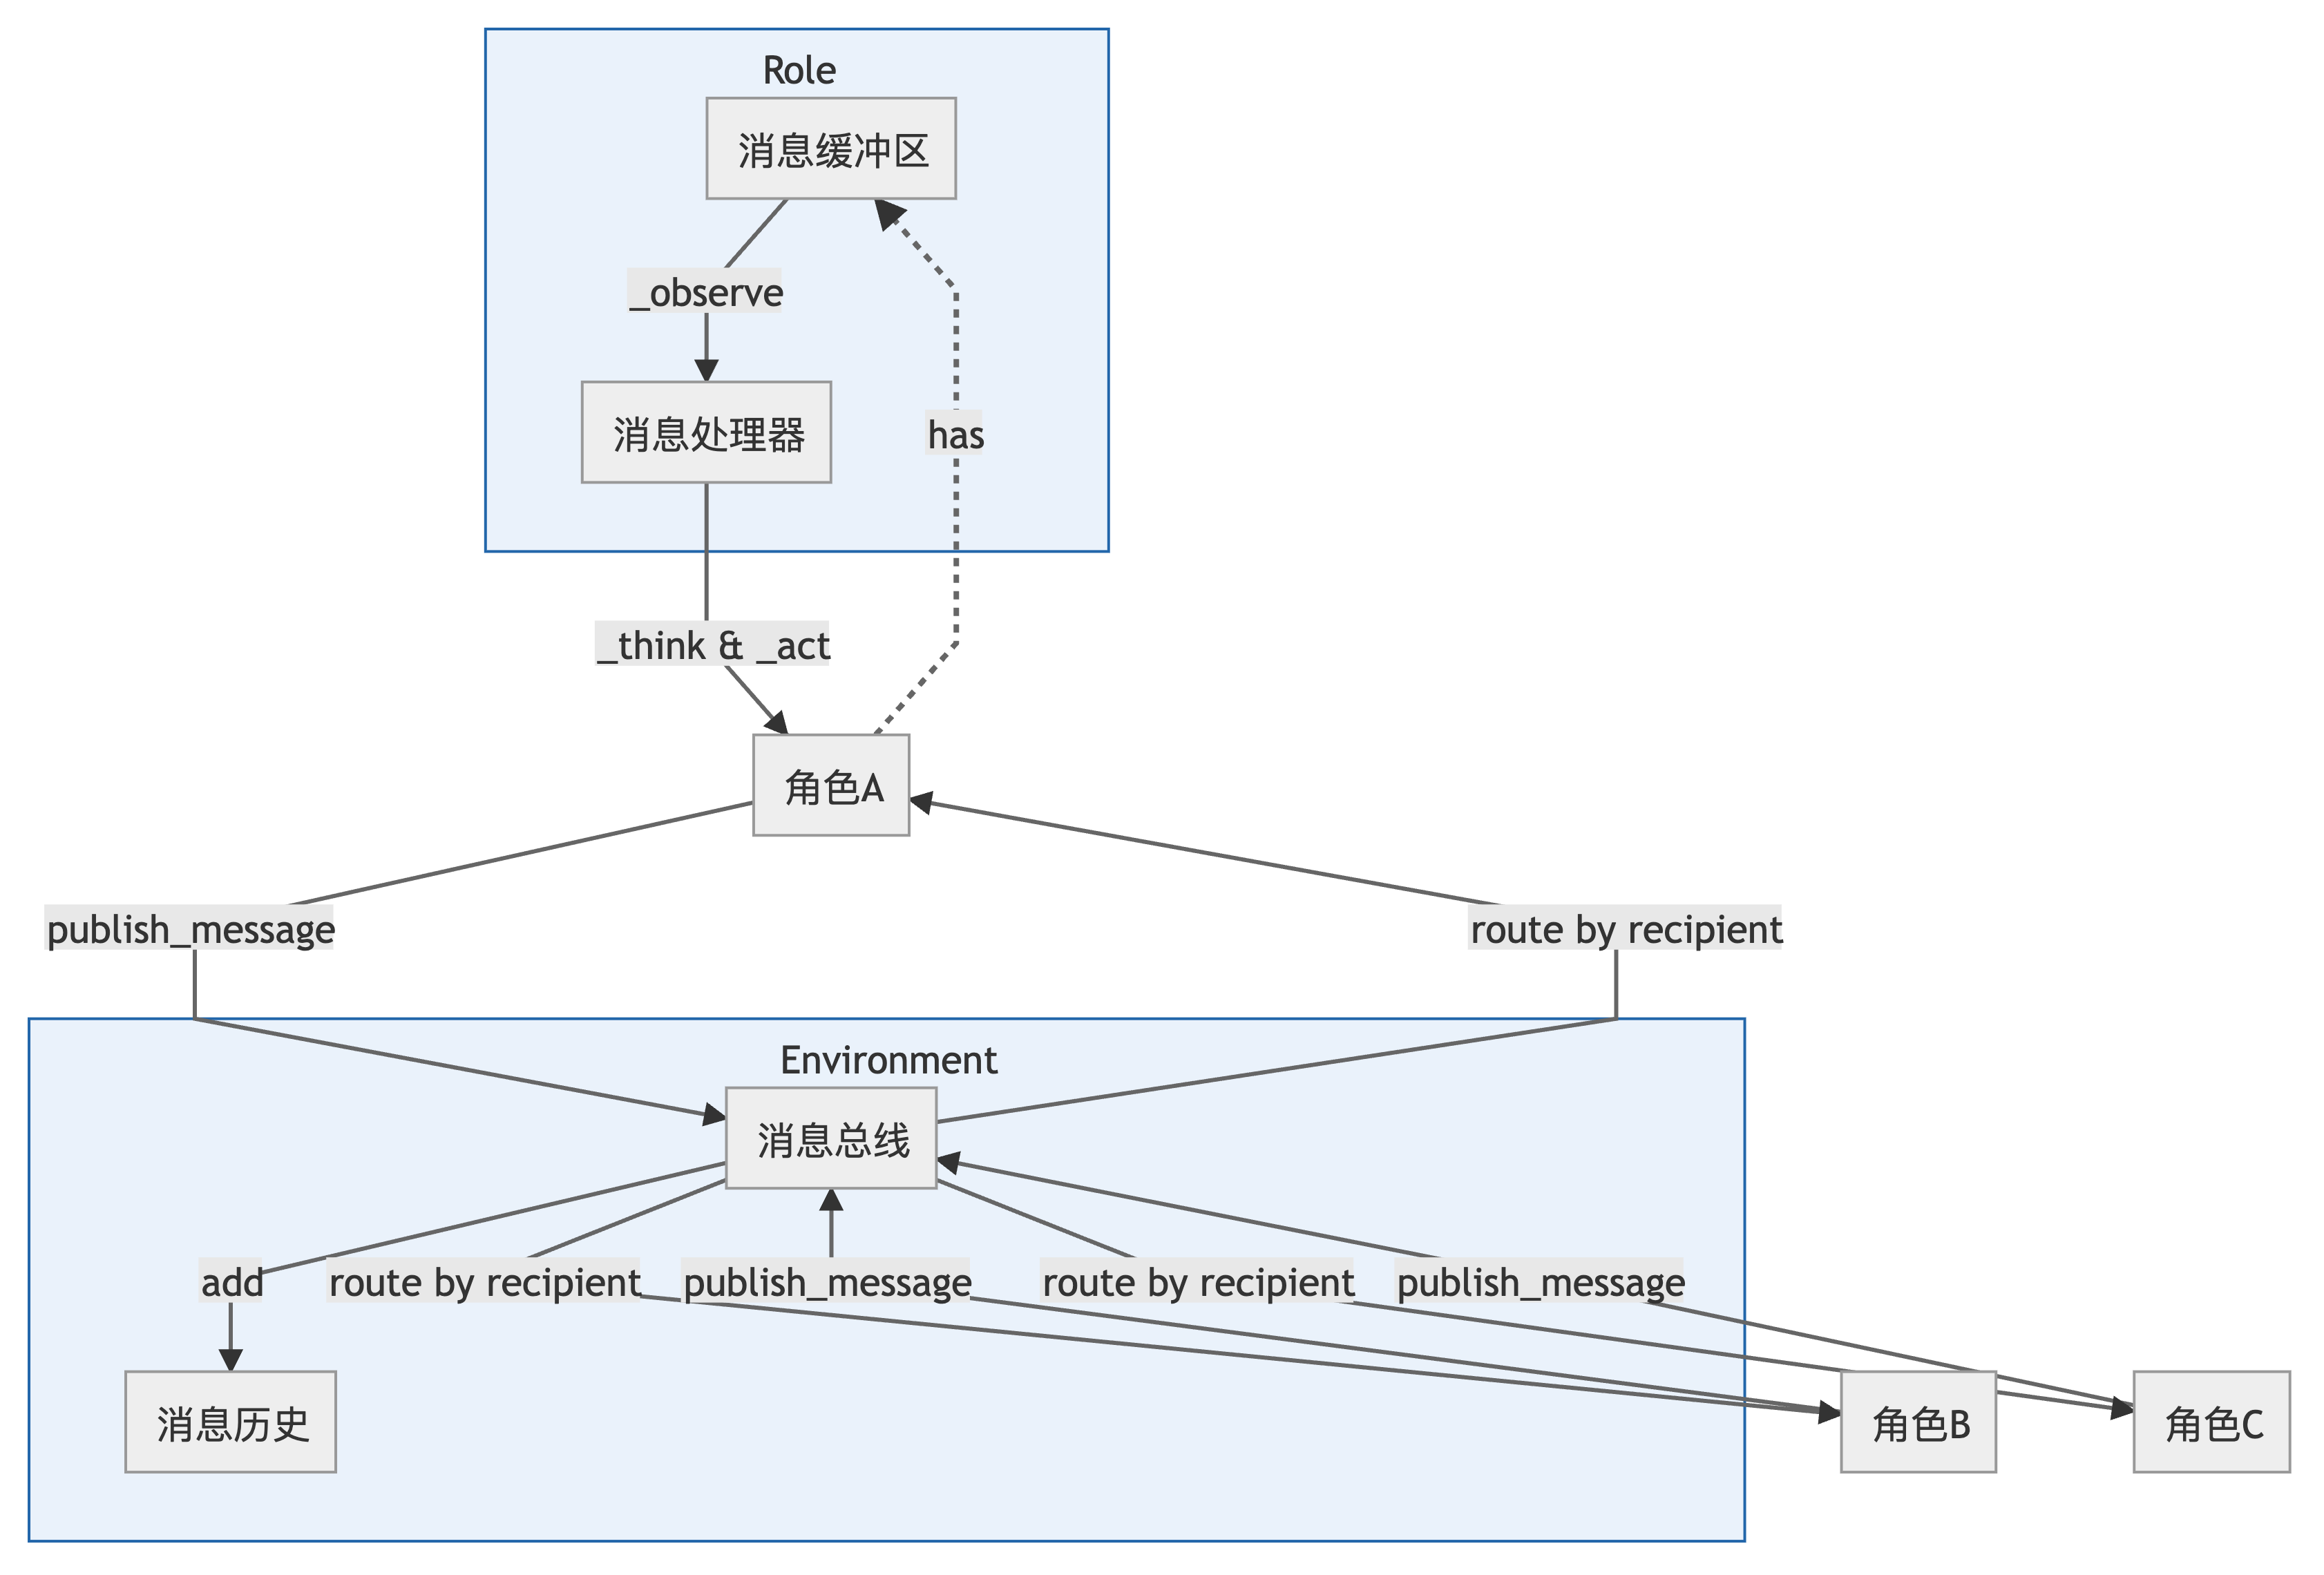 Role
消息缓冲区
_observe
消息处理器
has
_think & _act
角色A
publish_message
route by recipient
Environment
消息总线
add
route by recipient
publish_message
route by recipient
publish_message
消息历史
角色B
角色C